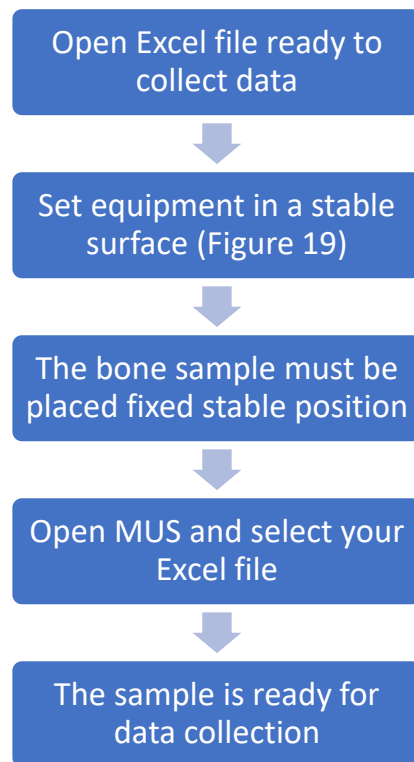 Open Excel file ready to
collect data
Set equipment in a stable
surface (Figure 19)
The bone sample must be
placed fixed stable position
Open MUS and select your
Excel file
The sample is ready for
data collection